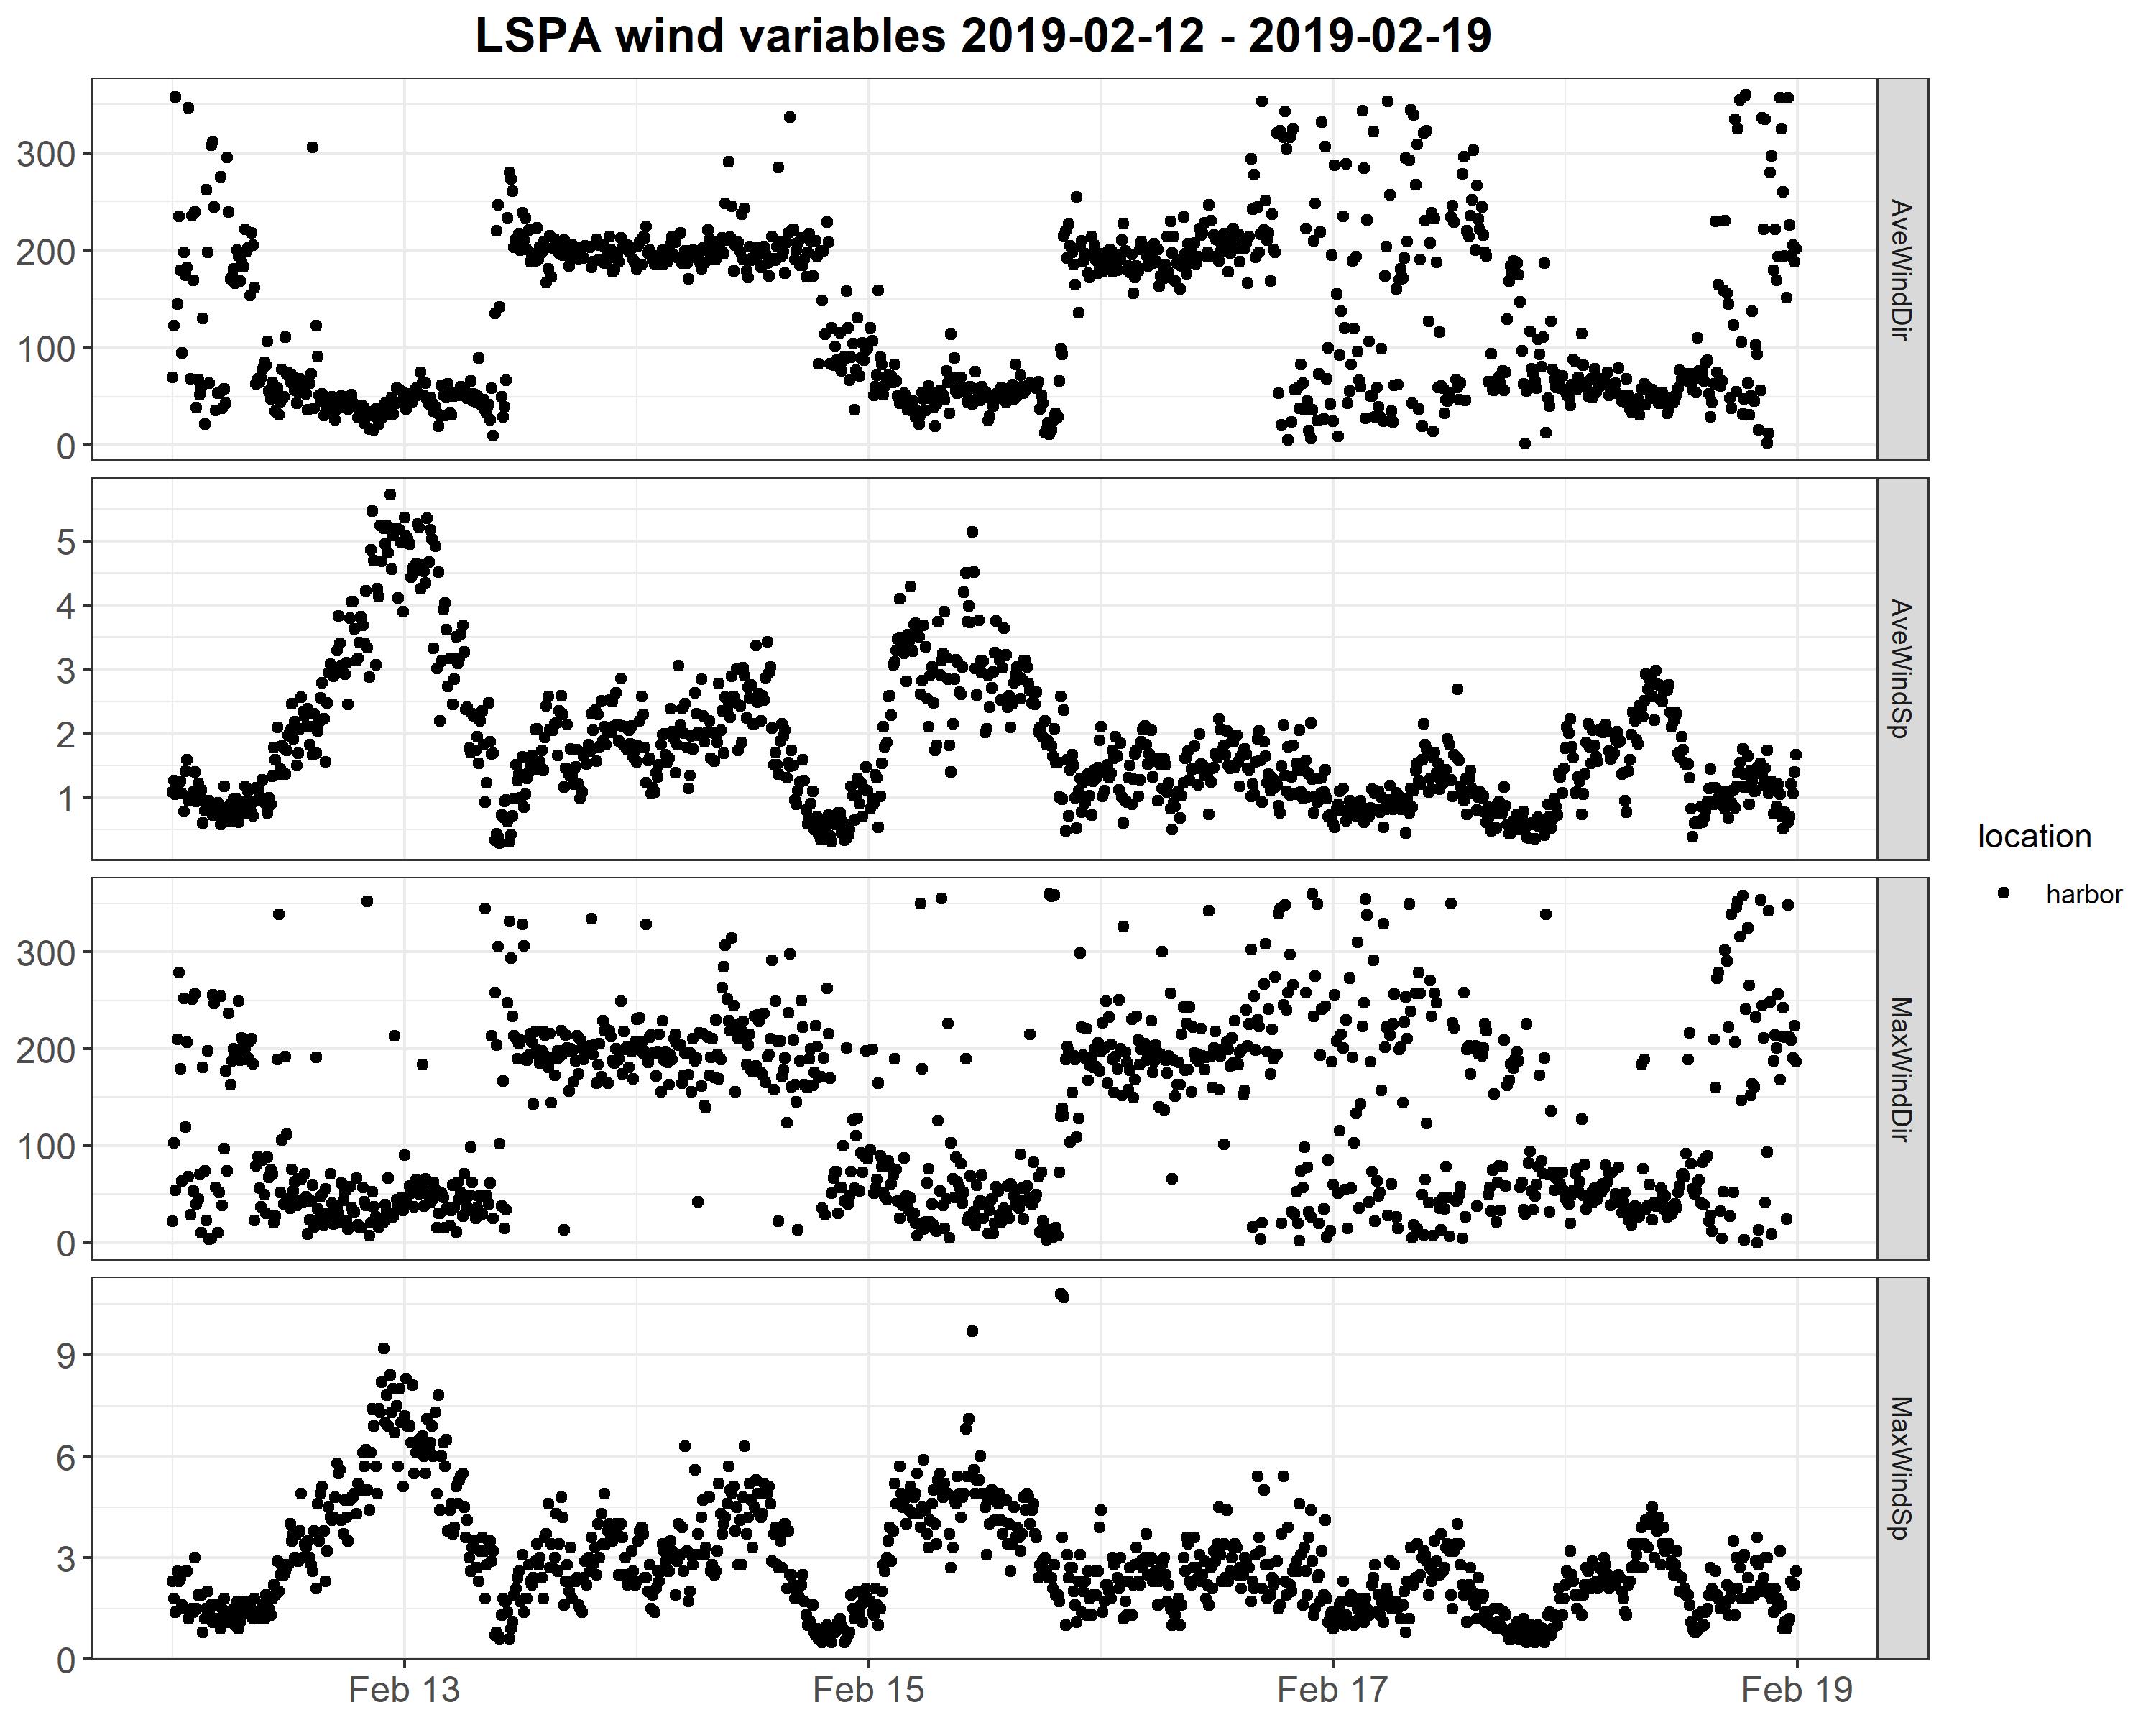 LSPA wind variables 2019-02-12 - 2019-02-19
300
200
100
0
AveWindDir
5
4
3
2
1
AveWindSp
location
harbor
300
200
100
0
MaxWindDir
9
6
3
0
MaxWindSp
Feb 13
Feb 15
Feb 17
Feb 19